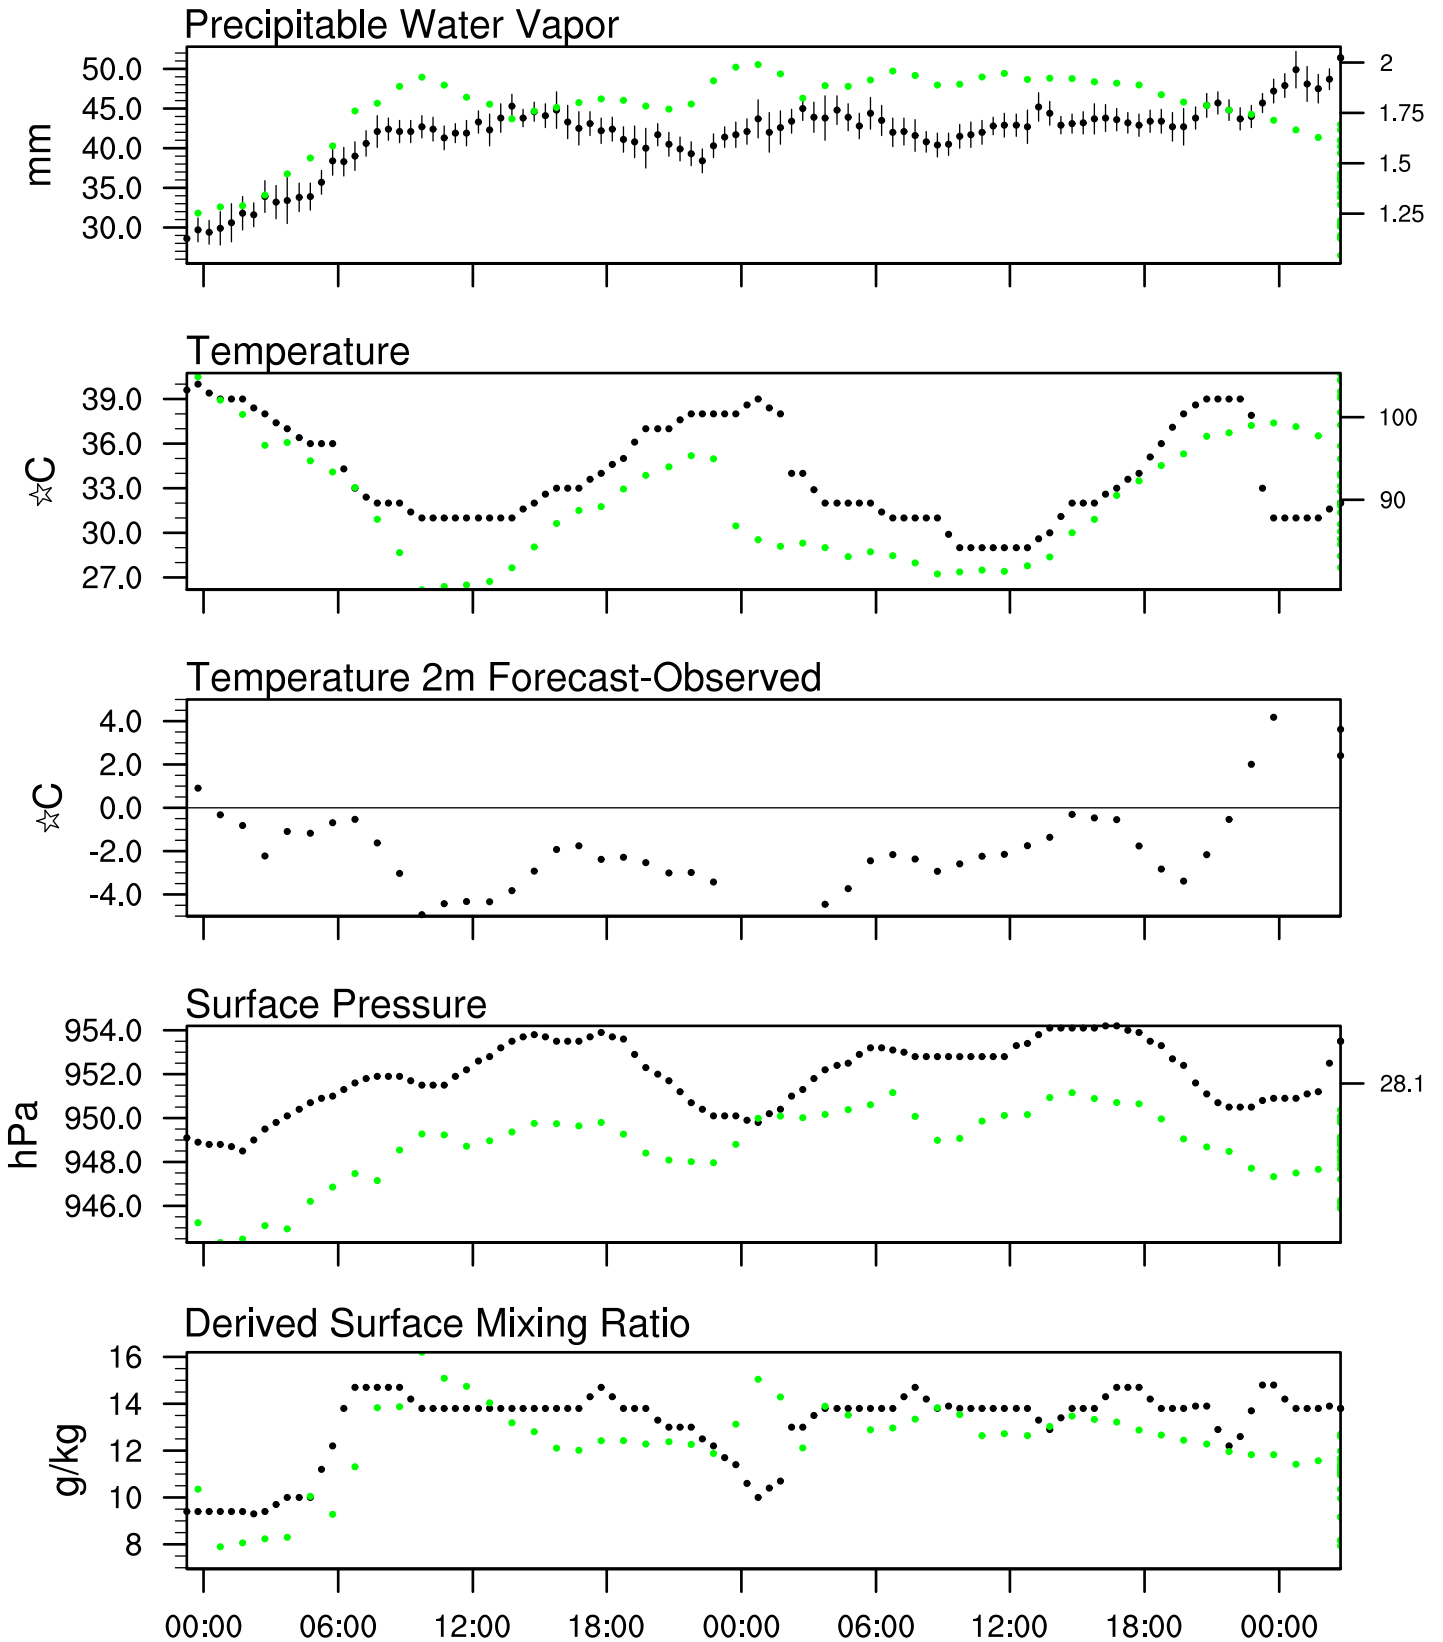 Precipitable Water Vapor
50.0
45.0
40.0
35.0
30.0
mm
2
1.75
1.5
1.25
Temperature
39.0
36.0
33.0
30.0
27.0
☆C
100
90
Temperature 2m Forecast-Observed
4.0
2.0
0.0
-2.0
-4.0
☆C
Surface Pressure
954.0
952.0
950.0
948.0
946.0
hPa
28.1
Derived Surface Mixing Ratio
16
14
12
10
8
g/kg
00:00 06:00 12:00 18:00 00:00 06:00 12:00 18:00 00:00